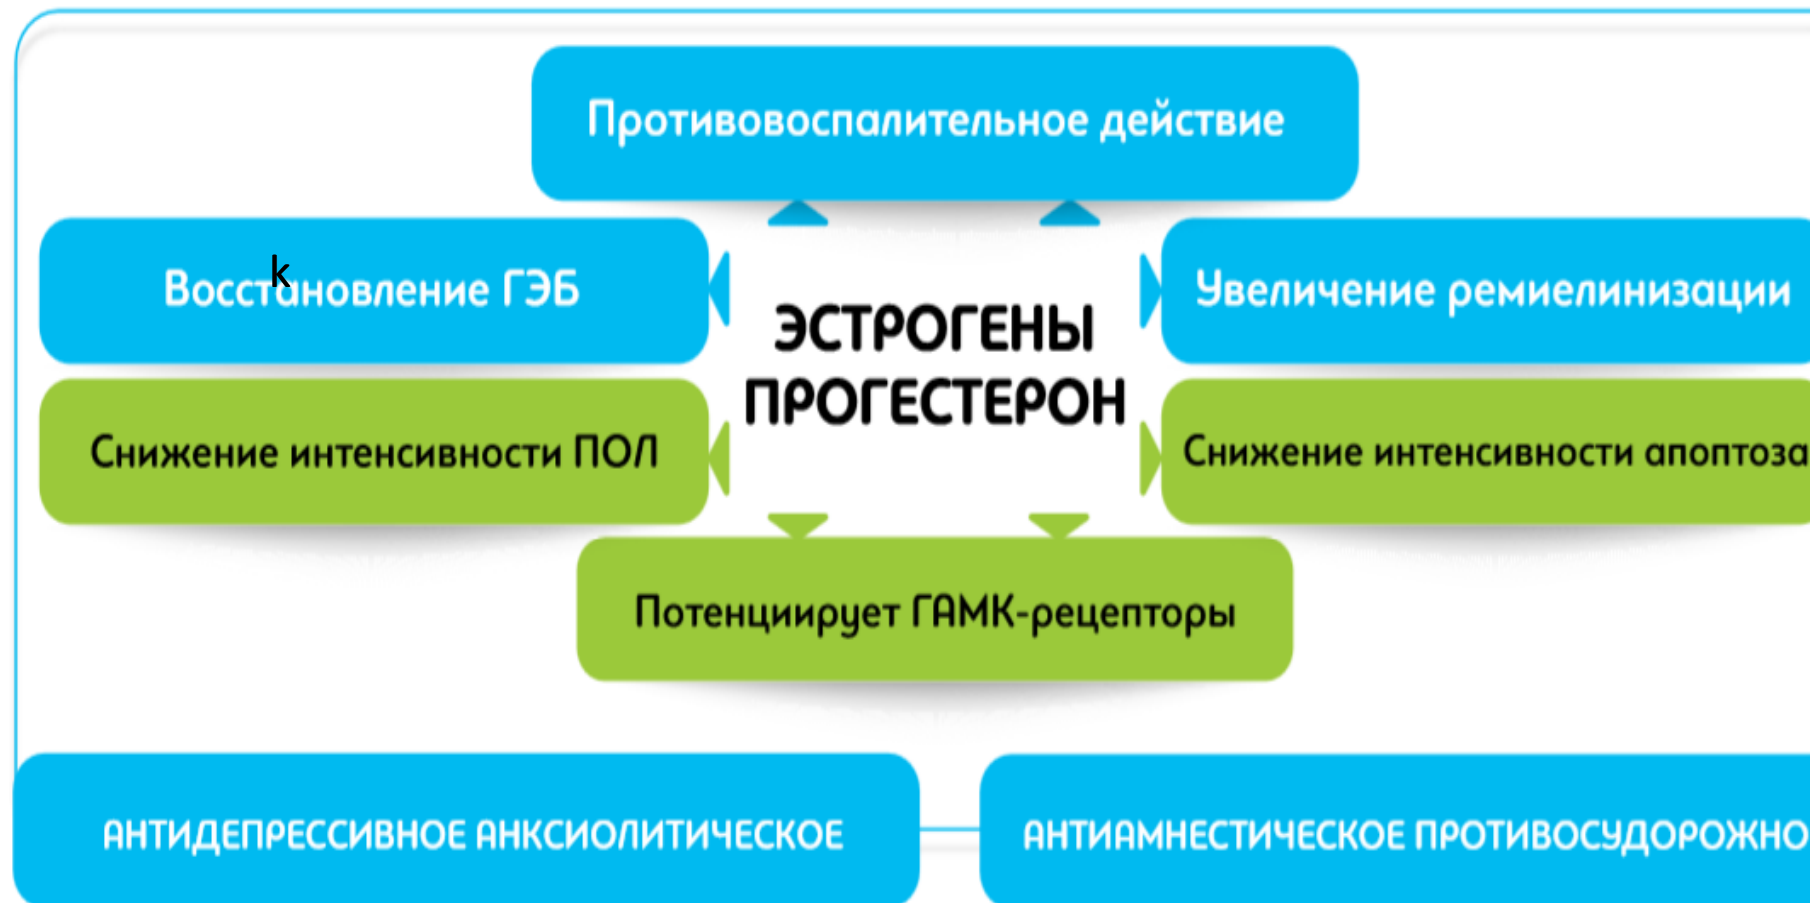 Противовоспалительное действие
k
Восстановление ГЭБ
Увеличение ремиелинизации
ЭСТРОГЕНЫ
ПРОГЕСТЕРОН
Снижение интенсивности ПОЛ
Снижение интенсивности апоптоза
Потенциирует ГАМК-рецепторы
АНТИДЕПРЕССИВНОЕ АНКСИОЛИТИЧЕСКОЕ
АНТИАМНЕСТИЧЕСКОЕ ПРОТИВОСУДОРОЖНО